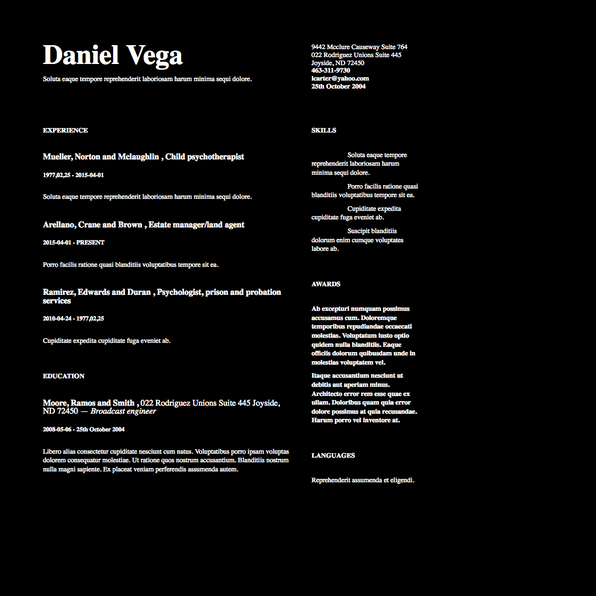 Daniel Vega
Soluta eaque tempore reprehenderit laboriosam harum minima sequi dolore.
9442 Mcclure Causeway Suite 764
022 Rodriguez Unions Suite 445
Joyside, ND 72450
463-311-9730
lcarter@yahoo.com
25th October 2004
EXPERIENCE
Mueller, Norton and Mclaughlin , Child psychotherapist
1977,02,25 - 2015-04-01
Soluta eaque tempore reprehenderit laboriosam harum minima sequi dolore.
Arellano, Crane and Brown , Estate manager/land agent
2015-04-01 - PRESENT
Porro facilis ratione quasi blanditiis voluptatibus tempore sit ea.
Ramirez, Edwards and Duran , Psychologist, prison and probation
services
2010-04-24 - 1977,02,25
Cupiditate expedita cupiditate fuga eveniet ab.
EDUCATION
Moore, Ramos and Smith , 022 Rodriguez Unions Suite 445 Joyside,
ND 72450 — Broadcast engineer
2008-05-06 - 25th October 2004
Libero alias consectetur cupiditate nesciunt cum natus. Voluptatibus porro ipsam voluptas
dolorem consequatur molestiae. Ut ratione quos nostrum accusantium. Blanditiis nostrum
nulla magni sapiente. Ex placeat veniam perferendis assumenda autem.
SKILLS
Soluta eaque tempore
reprehenderit laboriosam harum
minima sequi dolore.
Porro facilis ratione quasi
blanditiis voluptatibus tempore sit ea.
Cupiditate expedita
cupiditate fuga eveniet ab.
Suscipit blanditiis
dolorum enim cumque voluptates
labore ab.
AWARDS
Ab excepturi numquam possimus
accusamus cum. Doloremque
temporibus repudiandae occaecati
molestias. Voluptatum iusto optio
quidem nulla blanditiis. Eaque
officiis dolorum quibusdam unde in
molestias voluptatem vel.
Itaque accusantium nesciunt ut
debitis aut aperiam minus.
Architecto error rem esse quae ex
ullam. Doloribus quam quia error
dolore possimus at quia recusandae.
Harum porro vel inventore at.
LANGUAGES
Reprehenderit assumenda et eligendi.